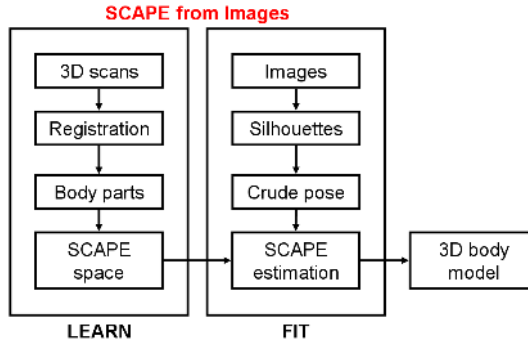 SCAPE from Images
3D scans
Registration
Body parts
SCAPE
space
LEARN
Images
Silhouettes
Crude pose
SCAPE
estimation
FIT
3D body
model